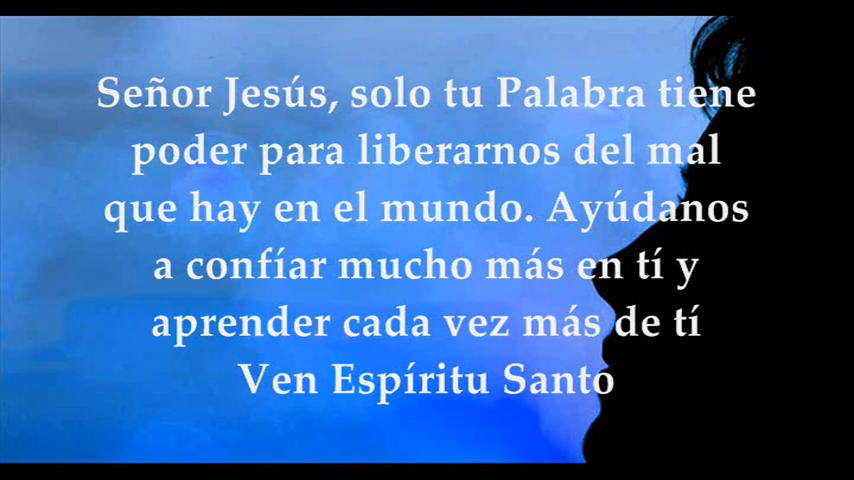 Señor Jesús, solo tu Palabra tiene
poder para liberarnos del mal
que hay en el mundo. Ayúdanos
a confíar mucho más en tí y
aprender cada vez más de tí
Ven Espíritu Santo